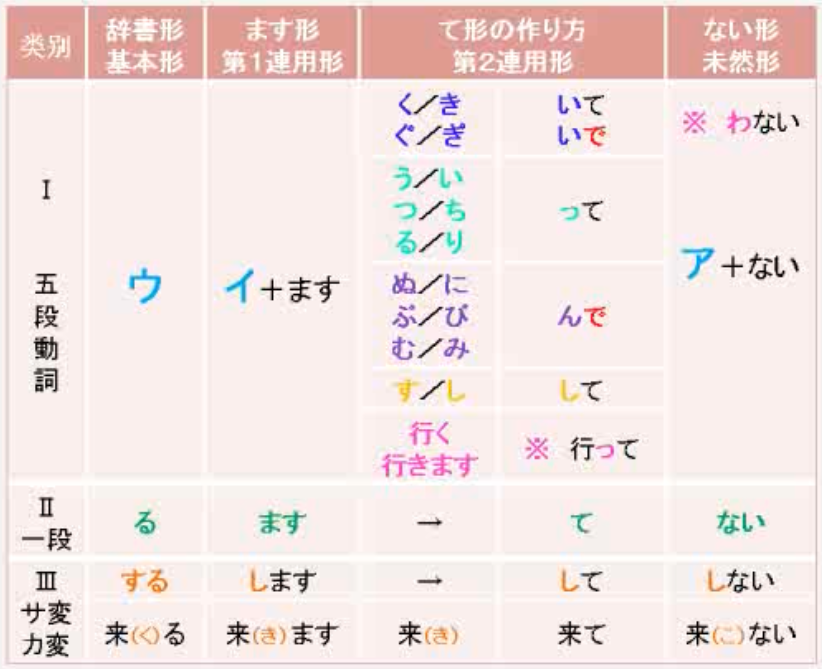 类别 辞書形 ます形 て形の作り方 ない形
基本形 第1連用形 第2連用形 未然形
Ⅰ
五
段
動
詞
ウ
イ+ます
く/き いて
ぐ/ぎ いで
う/い
つ/ち
る/り
って
ぬ/に
ぶ/び
む/み
んで
す/し して
行く
行きます
※ 行って
※ わない
ア+ない
Ⅱ
一段
る ます → て ない
Ⅲ
サ変
カ変
する します → して しない
来(く)る 来(き)ます 来(き) 来て 来(こ)ない